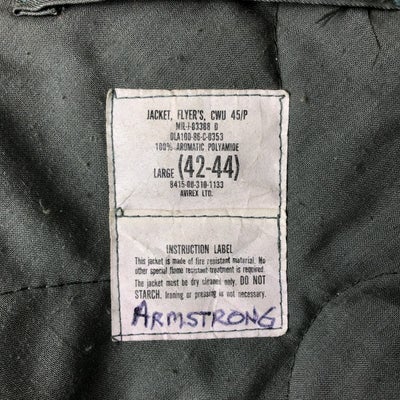 JACKET, FLYER'S, CWU 45/P
MIL-J-83388 D
DLA100-86-C-0353
100% AROMATIC POLYAMIDE
LARGE (42-44)
8415-00-310-1133
AVIREX LTD.
INSTRUCTION LABEL
This jacket is made of fire resistant material. No
other special flame resistant treatment is required.
The jacket must be dry cleaned only. DO NOT
STARCH. Ironing or pressing is not necessary.
ARMSTRONG